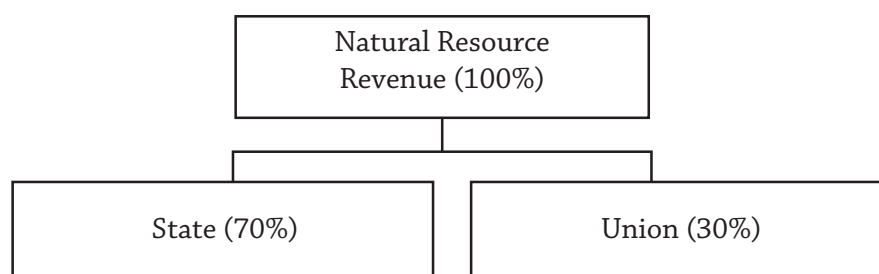 Natural Resource
Revenue (100%)
State (70%)
Union (30%)